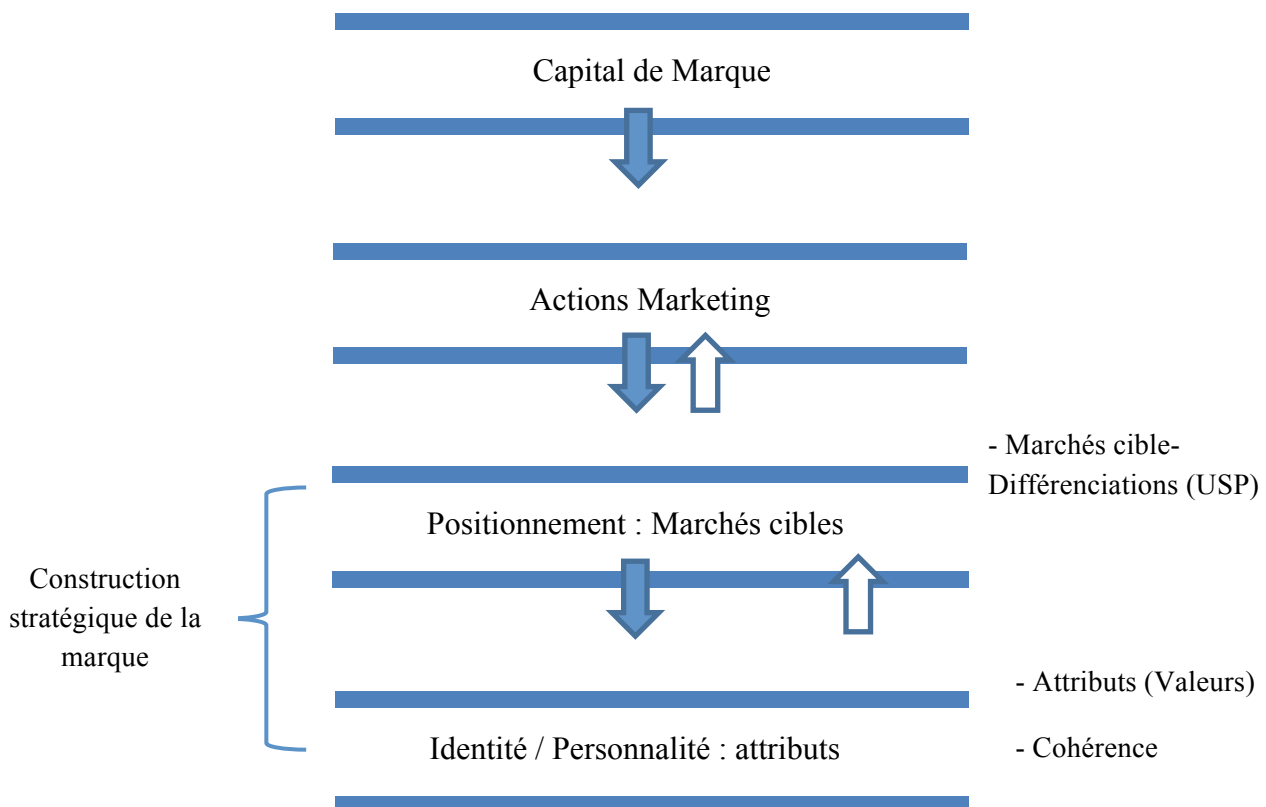 Capital de Marque
Actions Marketing
- Marchés cible-
Différenciations (USP)
Positionnement : Marchés cibles
Construction
stratégique de la
marque
- Attributs (Valeurs)
Identité / Personnalité : attributs
- Cohérence